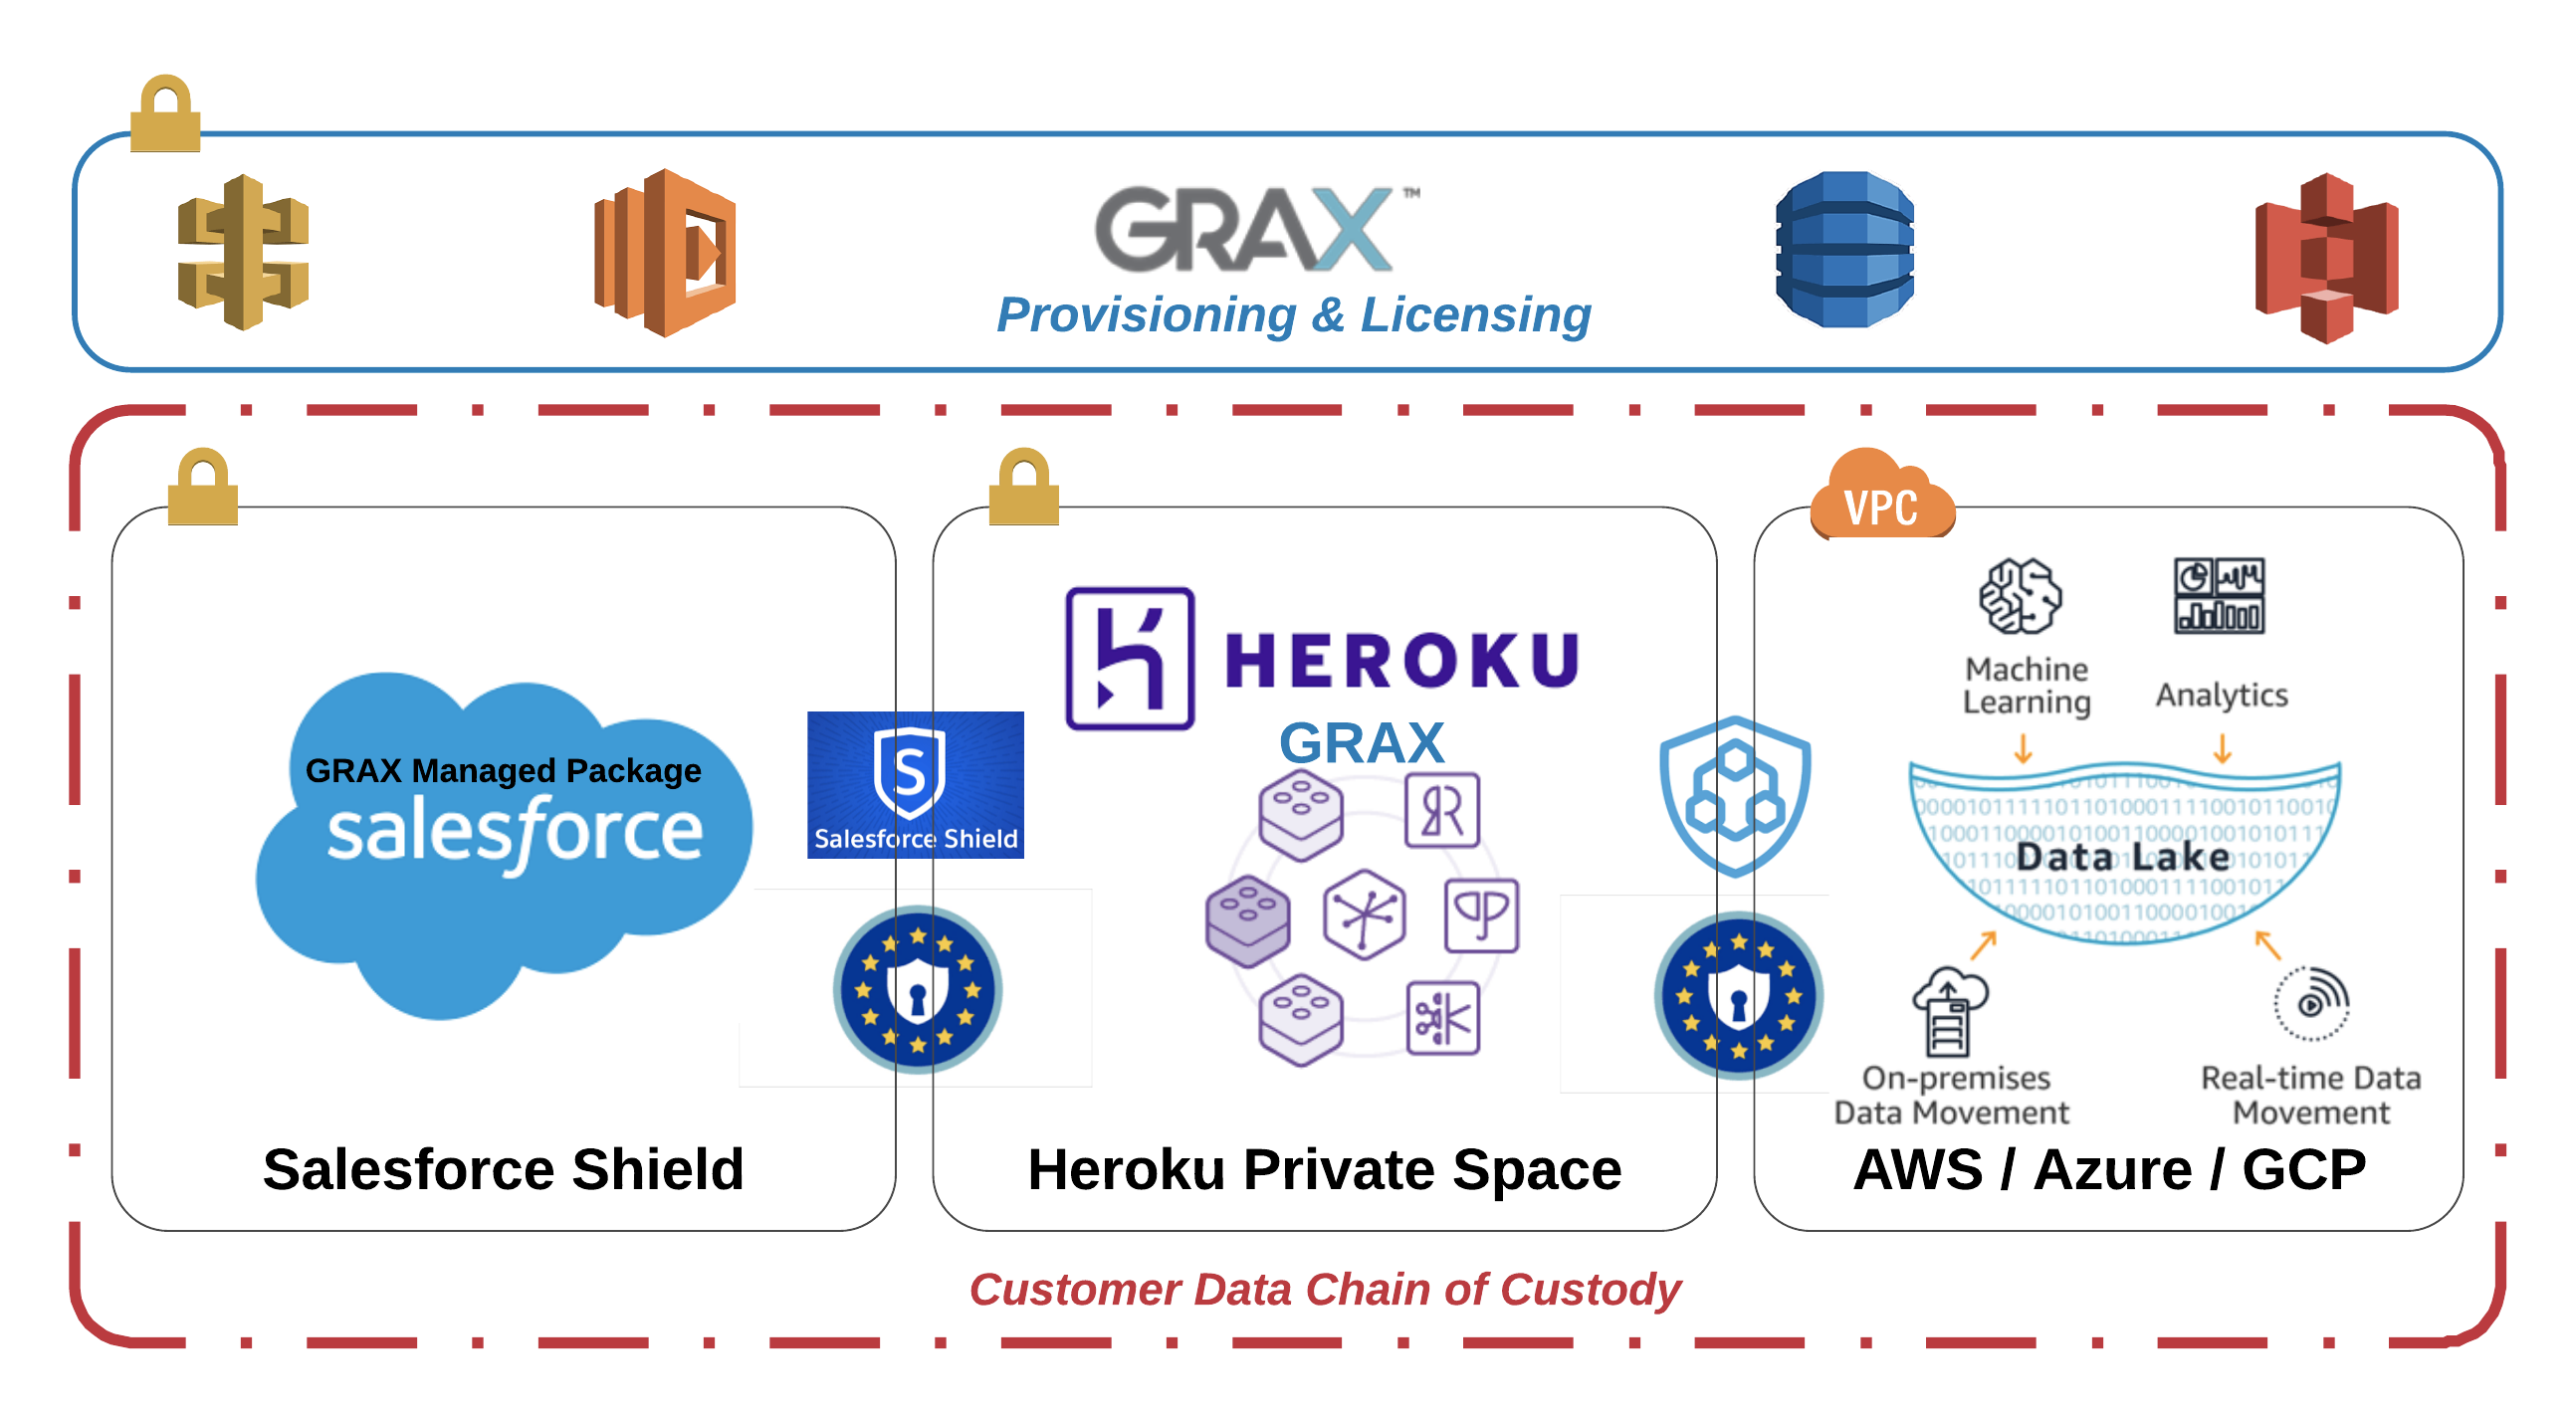 GRAX™
Provisioning & Licensing
VPC
HEROKU
GRAX
GRAX Managed Package
salesforce
S
Salesforce Shield
Machine
Learning
Analytics
Data Lake
On-premises
Data Movement
Real-time Data
Movement
Salesforce Shield
Heroku Private Space
AWS / Azure / GCP
Customer Data Chain of Custody